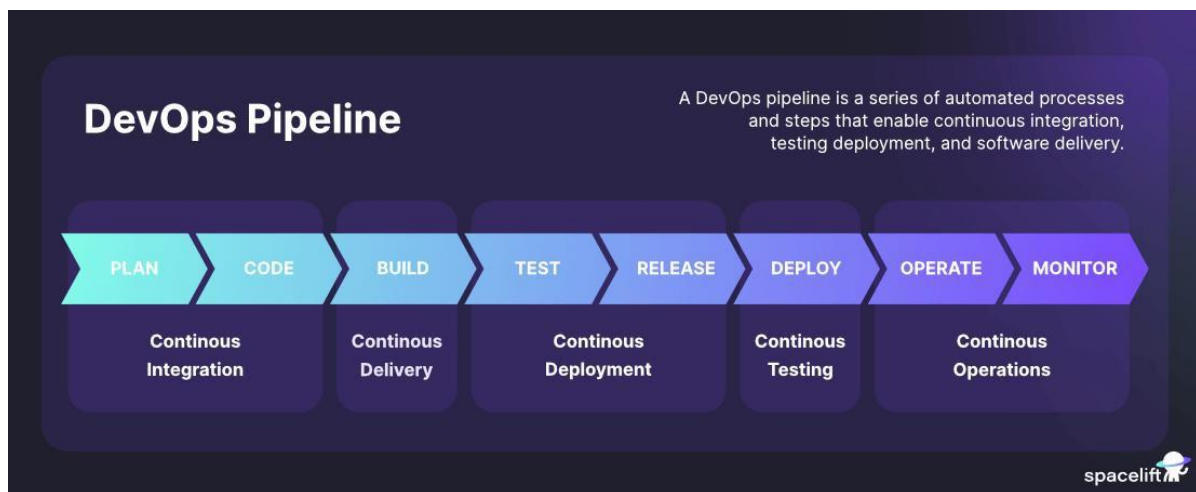 DevOps Pipeline
A DevOps pipeline is a series of automated processes
and steps that enable continuous integration,
testing deployment, and software delivery.
PLAN
CODE
BUILD
TEST
RELEASE
DEPLOY
OPERATE
MONITOR
Continous
Integration
Continous
Delivery
Continous
Deployment
Continous
Testing
Continous
Operations
spacelift